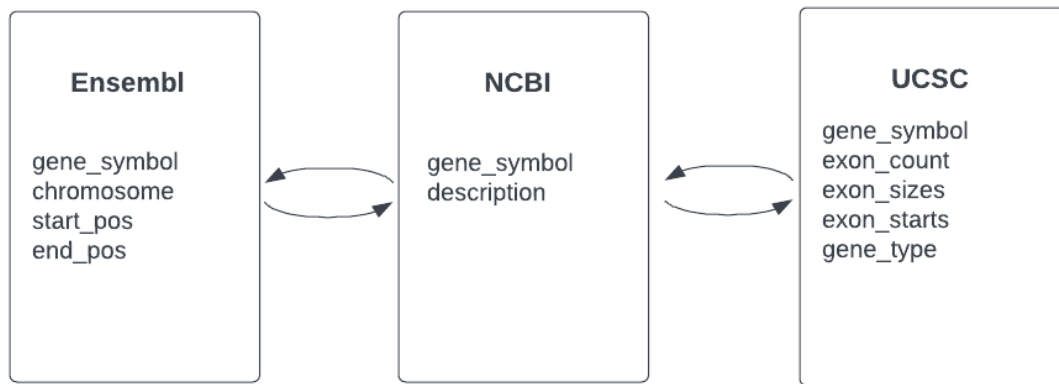 Ensembl
gene_symbol
chromosome
start_pos
end_pos
NCBI
gene_symbol
description
UCSC
gene_symbol
exon_count
exon_sizes
exon_starts
gene_type